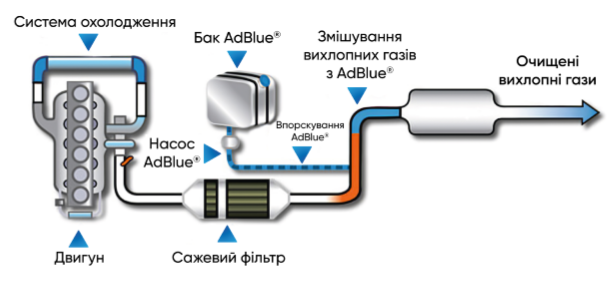 Система охолодження
Бак AdBlue®
Змішування
вихлопних газів
з AdBlue®
Очищені
вихлопні гази
Насос
AdBlue®
Впорскування
AdBlue®
Двигун
Сажевий фільтр